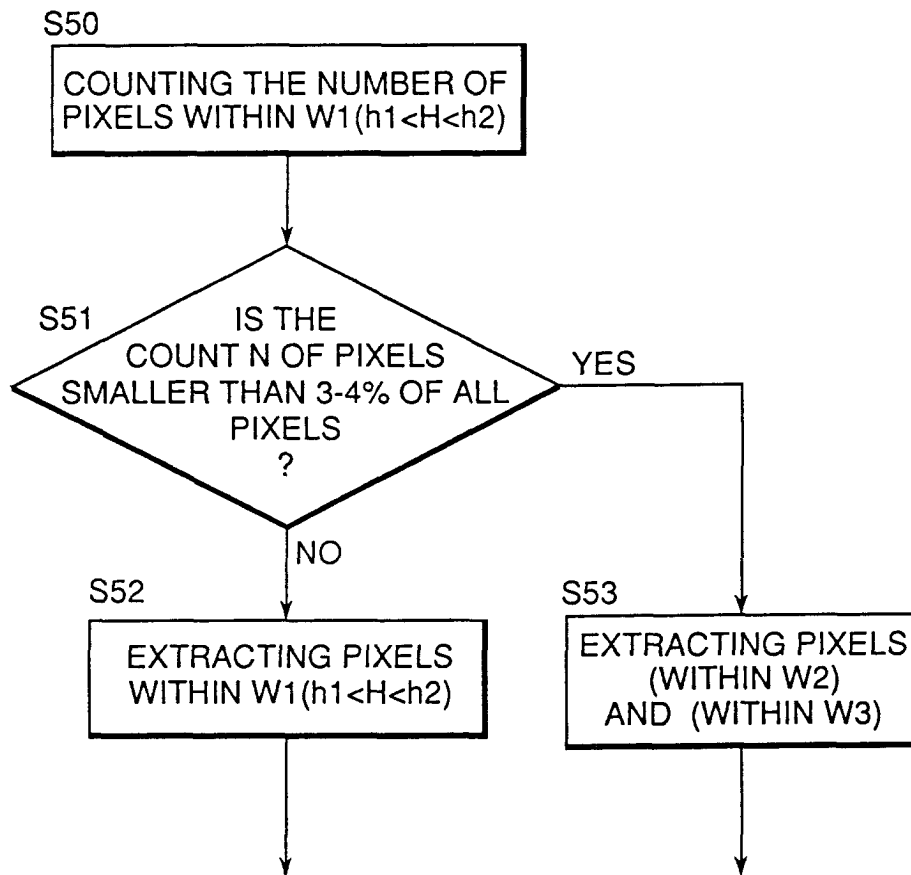 S50
COUNTING THE NUMBER OF
PIXELS WITHIN W1(h1<H<h2)
S51
IS THE
COUNT N OF PIXELS
SMALLER THAN 3-4% OF ALL
PIXELS
?
YES
NO
S52
EXTRACTING PIXELS
WITHIN W1(h1<H<h2)
S53
EXTRACTING PIXELS
(WITHIN W2)
AND (WITHIN W3)